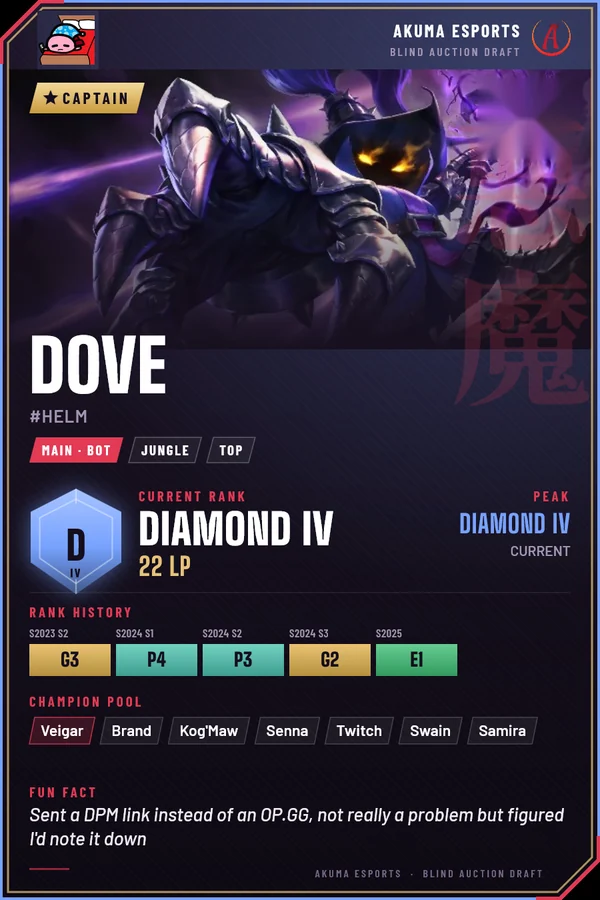 AKUMA ESPORTS
BLIND AUCTION DRAFT
A
★ CAPTAIN
魔
DOVE
#HELM
MAIN · BOT
JUNGLE
TOP
D
IV
CURRENT RANK
DIAMOND IV
22 LP
PEAK
DIAMOND IV
CURRENT
RANK HISTORY
S2023 S2
S2024 S1
S2024 S2
S2024 S3
S2025
G3
P4
P3
G2
E1
CHAMPION POOL
Veigar
Brand
Kog'Maw
Senna
Twitch
Swain
Samira
FUN FACT
Sent a DPM link instead of an OP.GG, not really a problem but figured
I'd note it down
AKUMA ESPORTS · BLIND AUCTION DRAFT